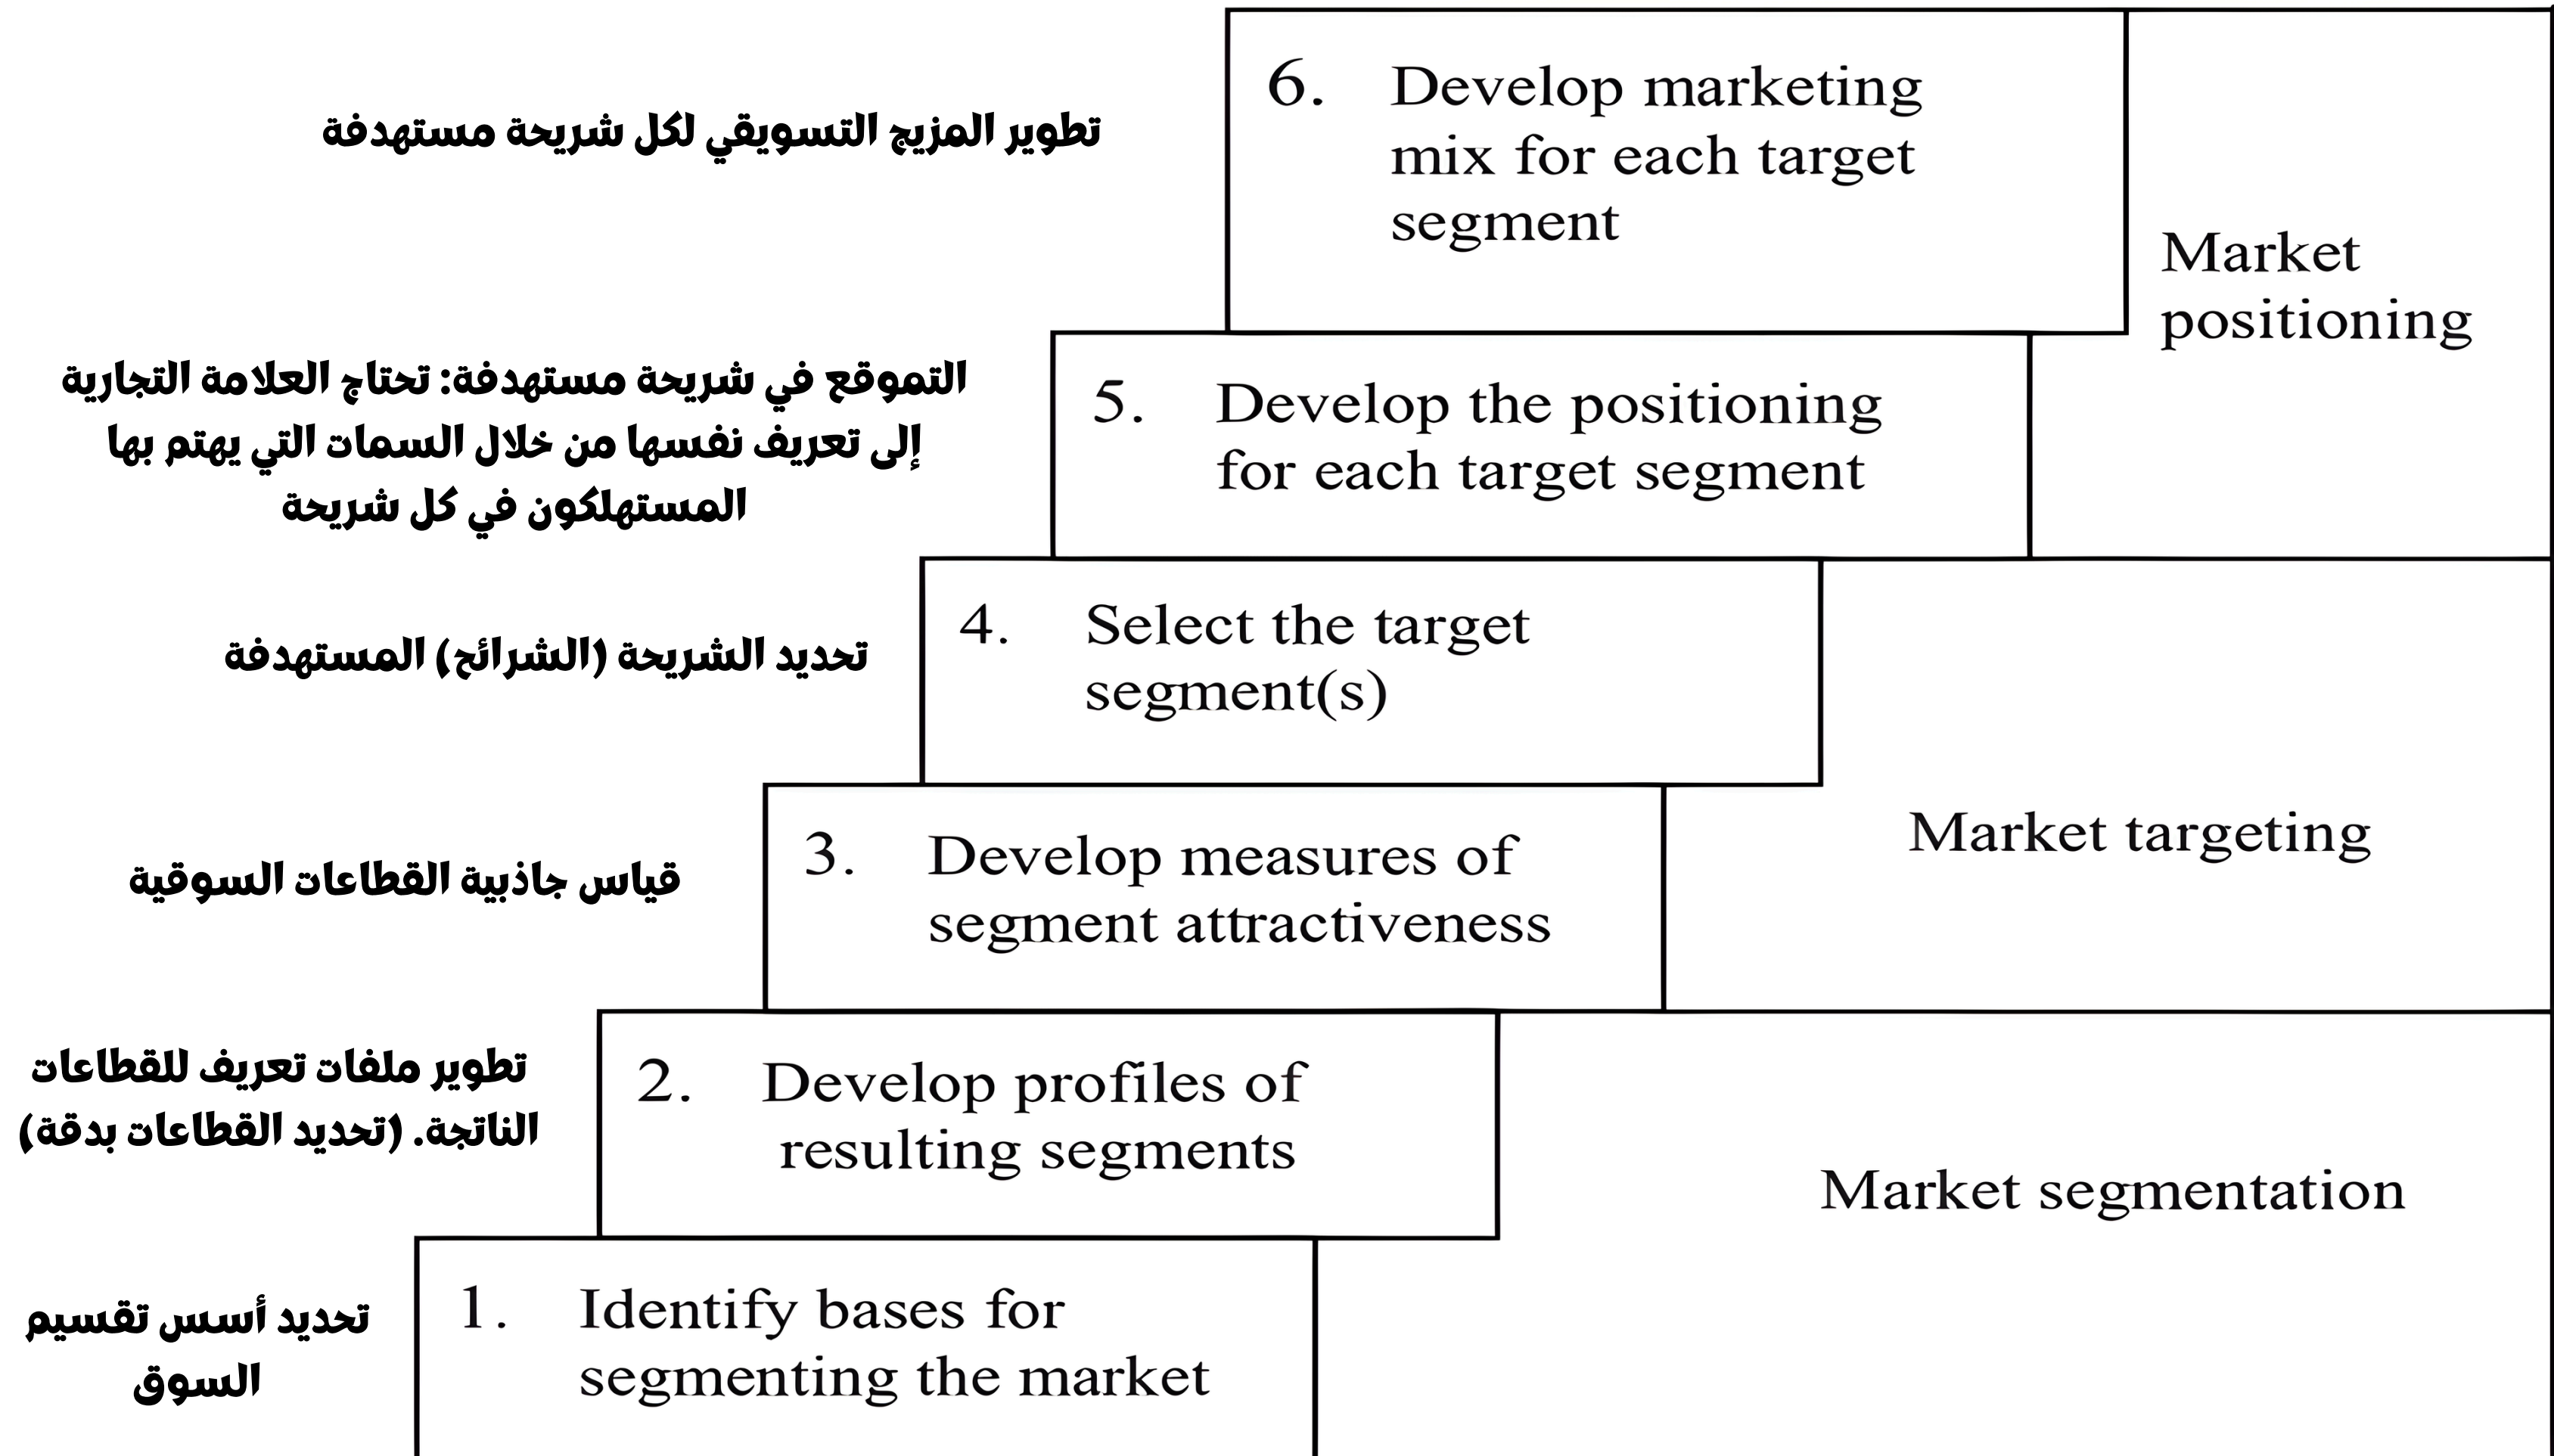 تطوير المزيج التسويقي لكل شريحة مستهدفة
6. Develop marketing
mix for each target
segment
Market
positioning
التموقع في شريحة مستهدفة: تحتاج العلامة التجارية
إلى تعريف نفسها من خلال السمات التي يهتم بها
المستهلكون في كل شريحة
5. Develop the positioning
for each target segment
تحديد الشريحة (الشرائح) المستهدفة
4. Select the target
segment(s)
قياس جاذبية القطاعات السوقية
3. Develop measures of
segment attractiveness
Market targeting
تطوير ملفات تعريف للقطاعات
الناتجة. (تحديد القطاعات بدقة)
2. Develop profiles of
resulting segments
Market segmentation
تحديد أسس تقسيم
السوق
1. Identify bases for
segmenting the market